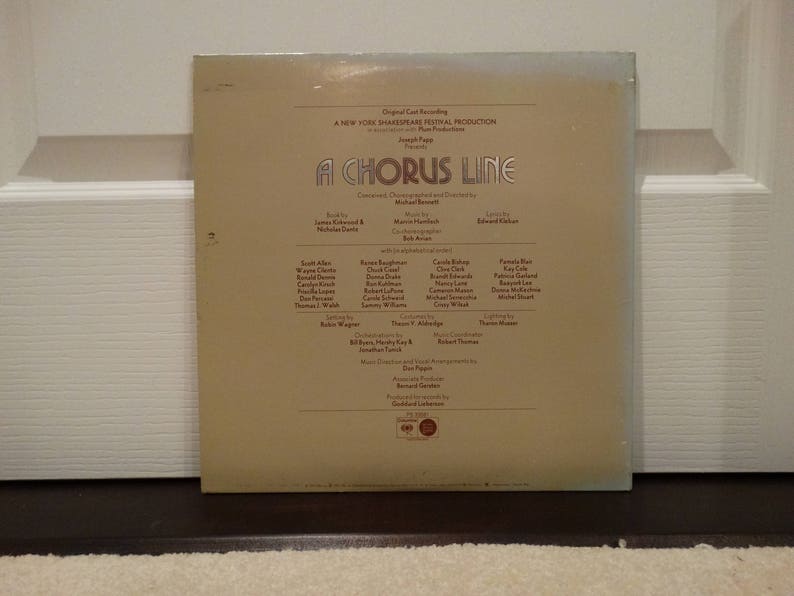 Original Cast Recording
A NEW YORK SHAKESPEARE FESTIVAL PRODUCTION
in association with Plum Productions
Joseph Papp
Presents
A CHORUS LINE
Conceived, Choreographed and Directed by
Michael Bennett
Book by Music by Lyrics by
James Kirkwood & Marvin Hamlisch Edward Kleban
Nicholas Dante
Co-choreographer
Bob Avian
with (in alphabetical order)
Scott Allen Renee Baughman Carole Bishop Pamela Blair
Wayne Cilento Chuck Cissel Clive Clerk Kay Cole
Ronald Dennis Donna Drake Brandt Edwards Patricia Garland
Carolyn Kirsch Ron Kuhlman Nancy Lane Baayork Lee
Priscilla Lopez Robert LuPone Cameron Mason Donna McKechnie
Don Percassi Carole Schweid Michael Serrecchia Michel Stuart
Thomas J. Walsh Sammy Williams Crissy Wilzak
Setting by Costumes by Lighting by
Robin Wagner Theoni V. Aldredge Tharon Musser
Orchestrations by Music Coordinator
Bill Byers, Hershy Kay & Robert Thomas
Jonathan Tunick
Music Direction and Vocal Arrangements by
Don Pippin
Associate Producer
Bernard Gersten
Produced for records by
Goddard Lieberson
PS 33581
Columbia